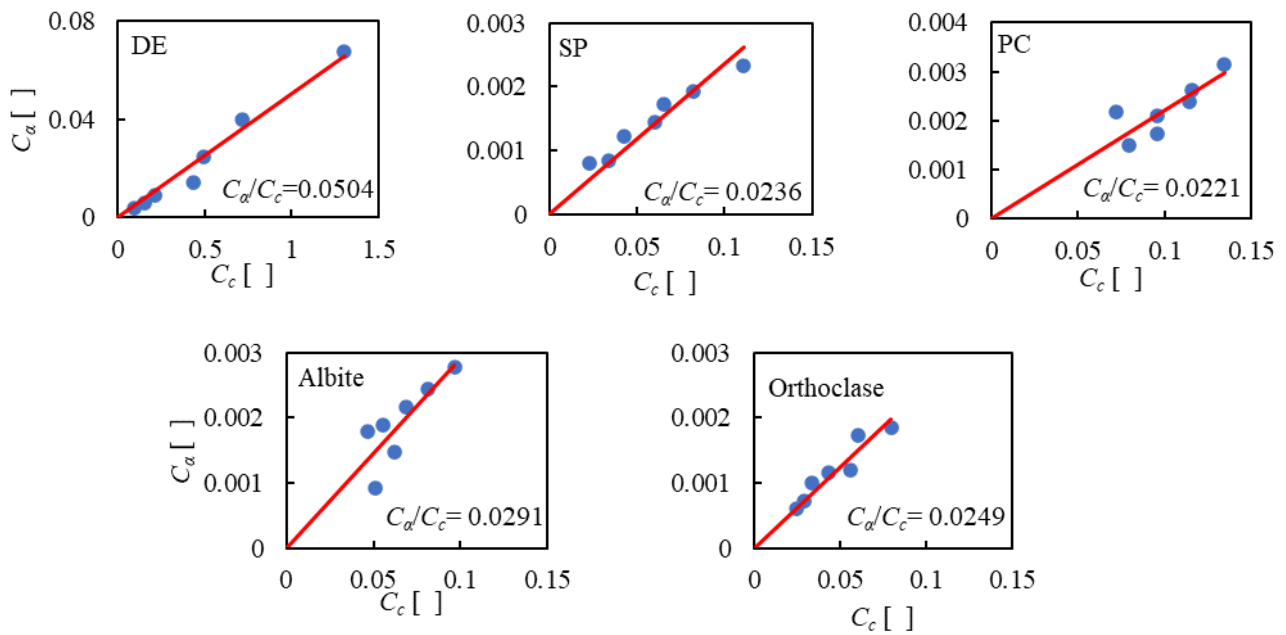 DE
0.08
0.04
0
0 0.5 1 1.5
Cα [ ]
Cc [ ]
Cα/Cc=0.0504
SP
0.003
0.002
0.001
0
0 0.05 0.1 0.15
Cc [ ]
Cα/Cc= 0.0236
PC
0.004
0.003
0.002
0.001
0
0 0.05 0.1 0.15
Cc [ ]
Cα/Cc= 0.0221
Albite
0.003
0.002
0.001
0
0 0.05 0.1 0.15
Cα [ ]
Cc [ ]
Cα/Cc= 0.0291
Orthoclase
0.003
0.002
0.001
0
0 0.05 0.1 0.15
Cc [ ]
Cα/Cc= 0.0249